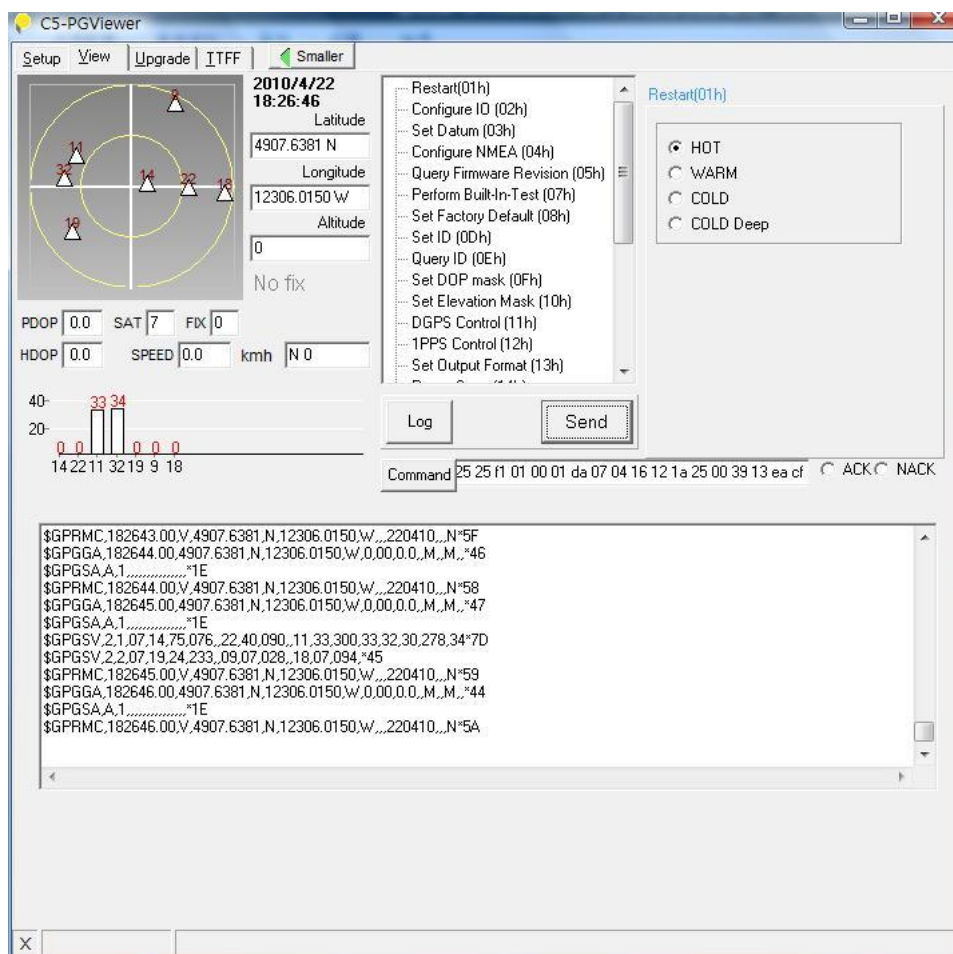 C5-PGViewer
Setup View Upgrade TTFF Smaller
9
11
32
14
22
18
19
2010/4/22
18:26:46
Latitude
4907.6381 N
Longitude
12306.0150 W
Altitude
0
No fix
PDOP 0.0 SAT 7 FIX 0
HDOP 0.0 SPEED 0.0 kmh N 0
40
20
0 0 33 34 0 0 0
14 22 11 32 19 9 18
Restart(01h)
Configure IO (02h)
Set Datum (03h)
Configure NMEA (04h)
Query Firmware Revision (05h)
Perform Built-In-Test (07h)
Set Factory Default (08h)
Set ID (0Dh)
Query ID (0Eh)
Set DOP mask (0Fh)
Set Elevation Mask (10h)
DGPS Control (11h)
1PPS Control (12h)
Set Output Format (13h)
Restart(01h)
HOT
WARM
COLD
COLD Deep
Log Send
Command 25 25 f1 01 00 01 da 07 04 16 12 1a 25 00 39 13 ea cf ACK NACK
$GPRMC,182643.00,V,4907.6381,N,12306.0150,W,,,220410,,,N*5F
$GPGGA,182644.00,4907.6381,N,12306.0150,W,0,00,0.0,,M,,M,,*46
$GPGSA,A,1,,,,,,,,,,,,,,,*1E
$GPRMC,182644.00,V,4907.6381,N,12306.0150,W,,,220410,,,N*58
$GPGGA,182645.00,4907.6381,N,12306.0150,W,0,00,0.0,,M,,M,,*47
$GPGSA,A,1,,,,,,,,,,,,,,,*1E
$GPGSV,2,1,07,14,75,076,,22,40,090,,11,33,300,33,32,30,278,34*7D
$GPGSV,2,2,07,19,24,233,,09,07,028,,18,07,094,*45
$GPRMC,182645.00,V,4907.6381,N,12306.0150,W,,,220410,,,N*59
$GPGGA,182646.00,4907.6381,N,12306.0150,W,0,00,0.0,,M,,M,,*44
$GPGSA,A,1,,,,,,,,,,,,,,,*1E
$GPRMC,182646.00,V,4907.6381,N,12306.0150,W,,,220410,,,N*5A
X